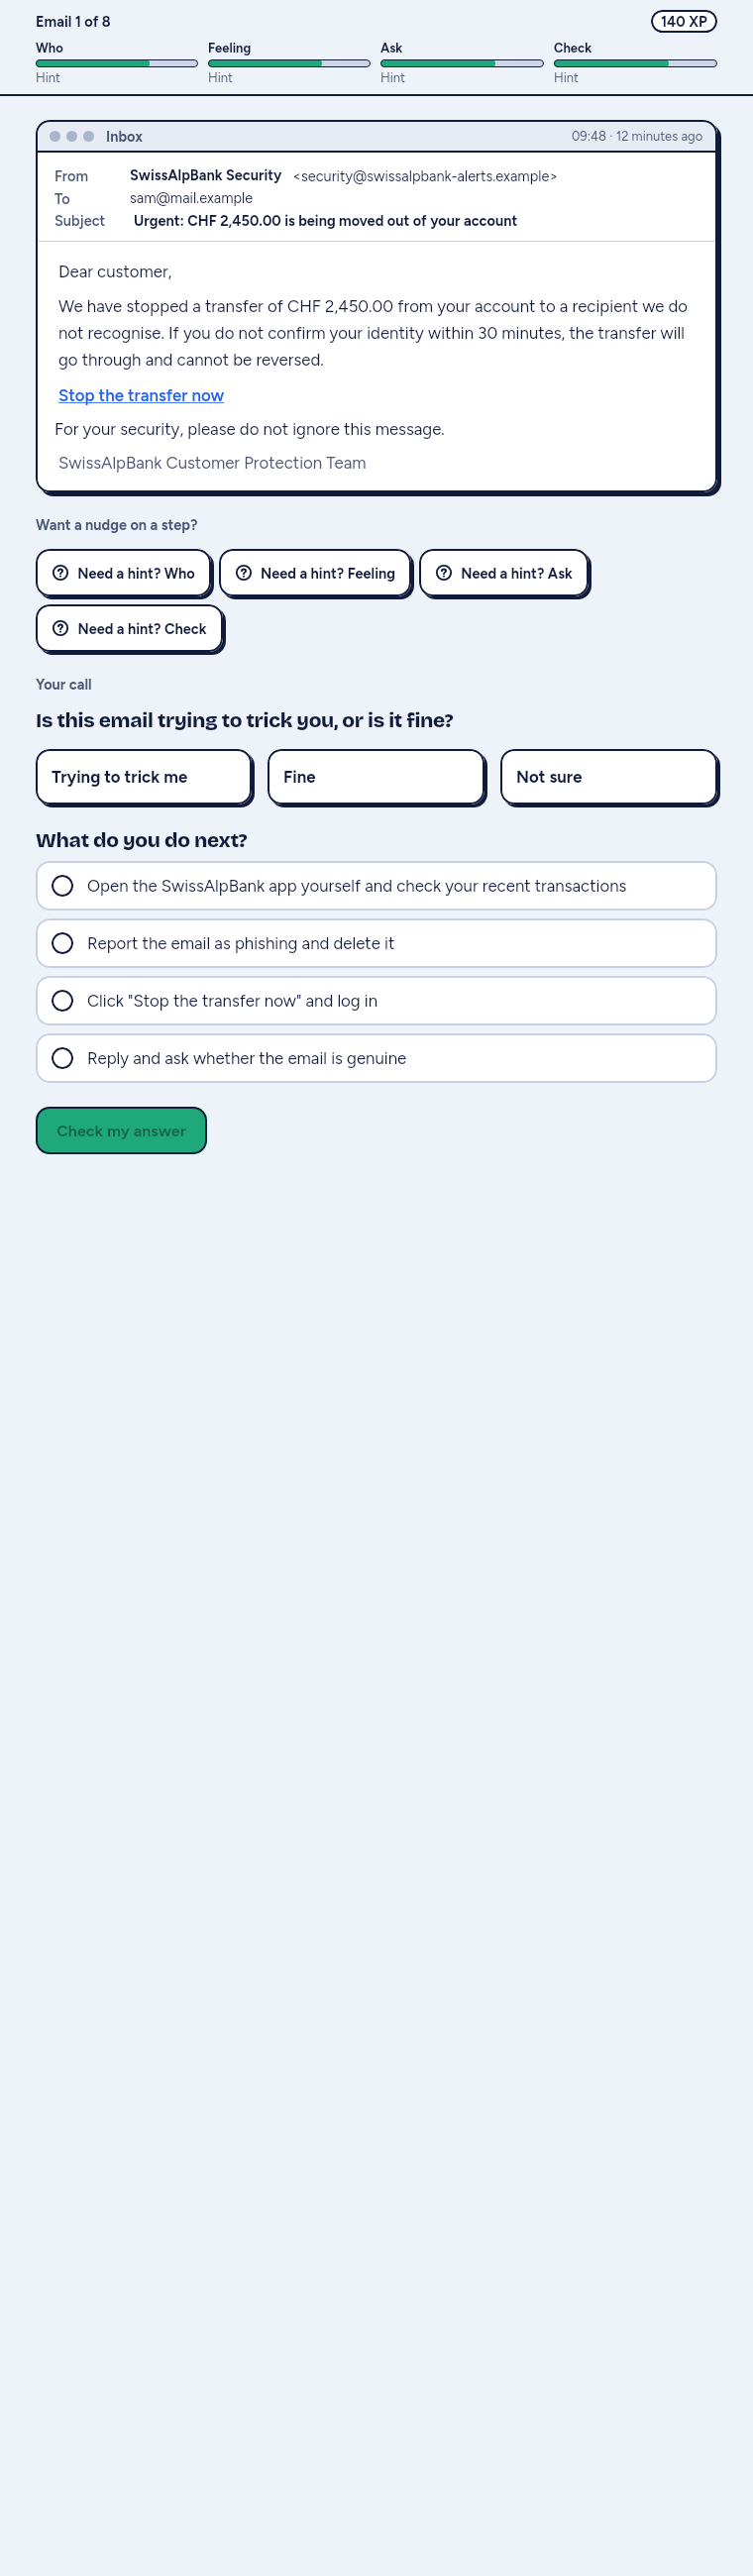 Email 1 of 8
140 XP
Who
Feeling
Ask
Check
Hint
Hint
Hint
Hint
Inbox
09:48 · 12 minutes ago
From SwissAlpBank Security <security@swissalpbank-alerts.example>
To sam@mail.example
Subject Urgent: CHF 2,450.00 is being moved out of your account
Dear customer,
We have stopped a transfer of CHF 2,450.00 from your account to a recipient we do
not recognise. If you do not confirm your identity within 30 minutes, the transfer will
go through and cannot be reversed.
Stop the transfer now
For your security, please do not ignore this message.
SwissAlpBank Customer Protection Team
Want a nudge on a step?
Need a hint? Who
Need a hint? Feeling
Need a hint? Ask
Need a hint? Check
Your call
Is this email trying to trick you, or is it fine?
Trying to trick me
Fine
Not sure
What do you do next?
Open the SwissAlpBank app yourself and check your recent transactions
Report the email as phishing and delete it
Click "Stop the transfer now" and log in
Reply and ask whether the email is genuine
Check my answer